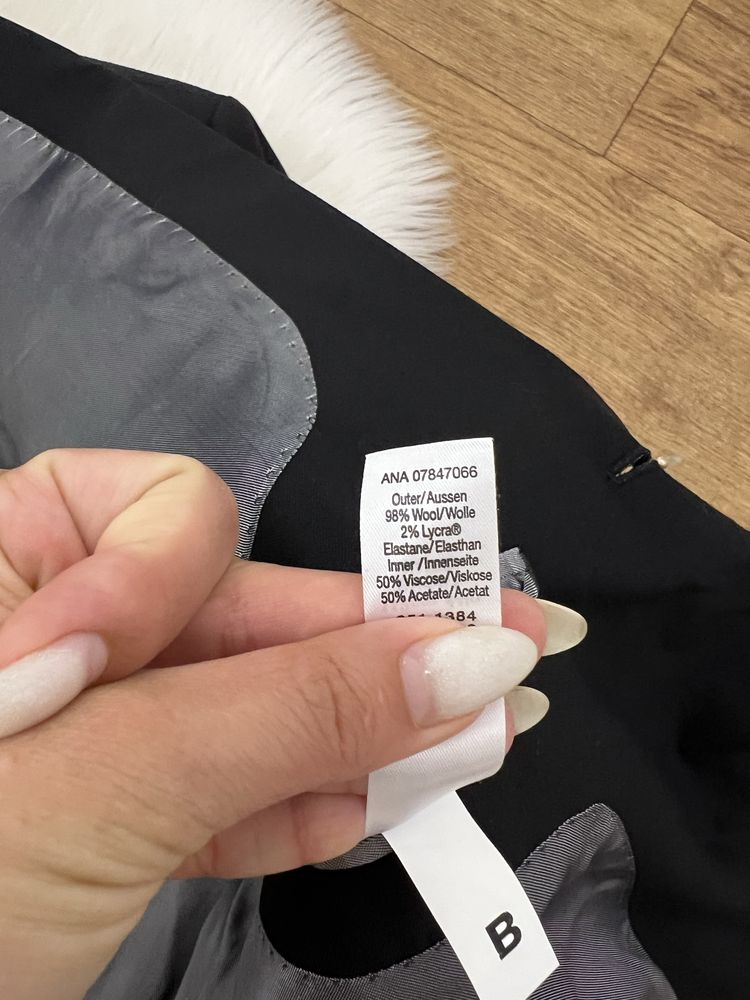 ANA 07847066
Outer/Aussen
98% Wool/Wolle
2% Lycra®
Elastane/Elasthan
Inner /Innenseite
50% Viscose/Viskose
50% Acetate/Acetat
1384
B